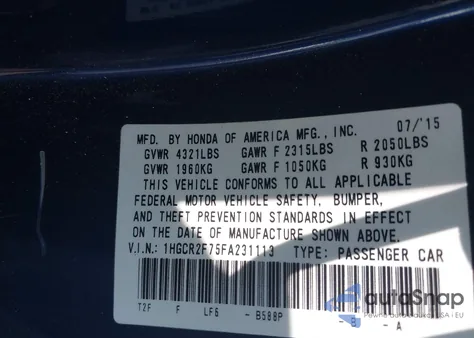 MFD. BY HONDA OF AMERICA MFG., INC. 07/'15
GVWR 4321LBS GAWR F 2315LBS R 2050LBS
GVWR 1960KG GAWR F 1050KG R 930KG
THIS VEHICLE CONFORMS TO ALL APPLICABLE
FEDERAL MOTOR VEHICLE SAFETY, BUMPER,
AND THEFT PREVENTION STANDARDS IN EFFECT
ON THE DATE OF MANUFACTURE SHOWN ABOVE.
V.I.N.: 1HGCR2F75FA231113 TYPE: PASSENGER CAR
T2F F LF6 - B588P - B - A
autoSnap